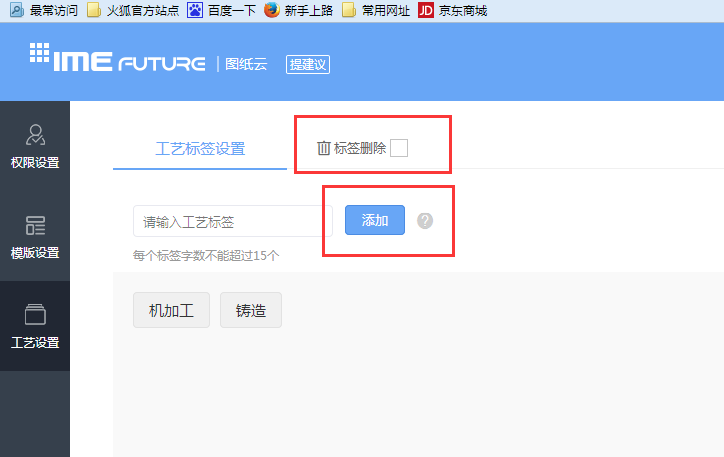 最常访问 火狐官方站点 百度一下 新手上路 常用网址 JD 京东商城
IME FUTURE 图纸云 提建议
权限设置
模版设置
工艺设置
工艺标签设置 标签删除
请输入工艺标签 添加 ?
每个标签字数不能超过15个
机加工 铸造